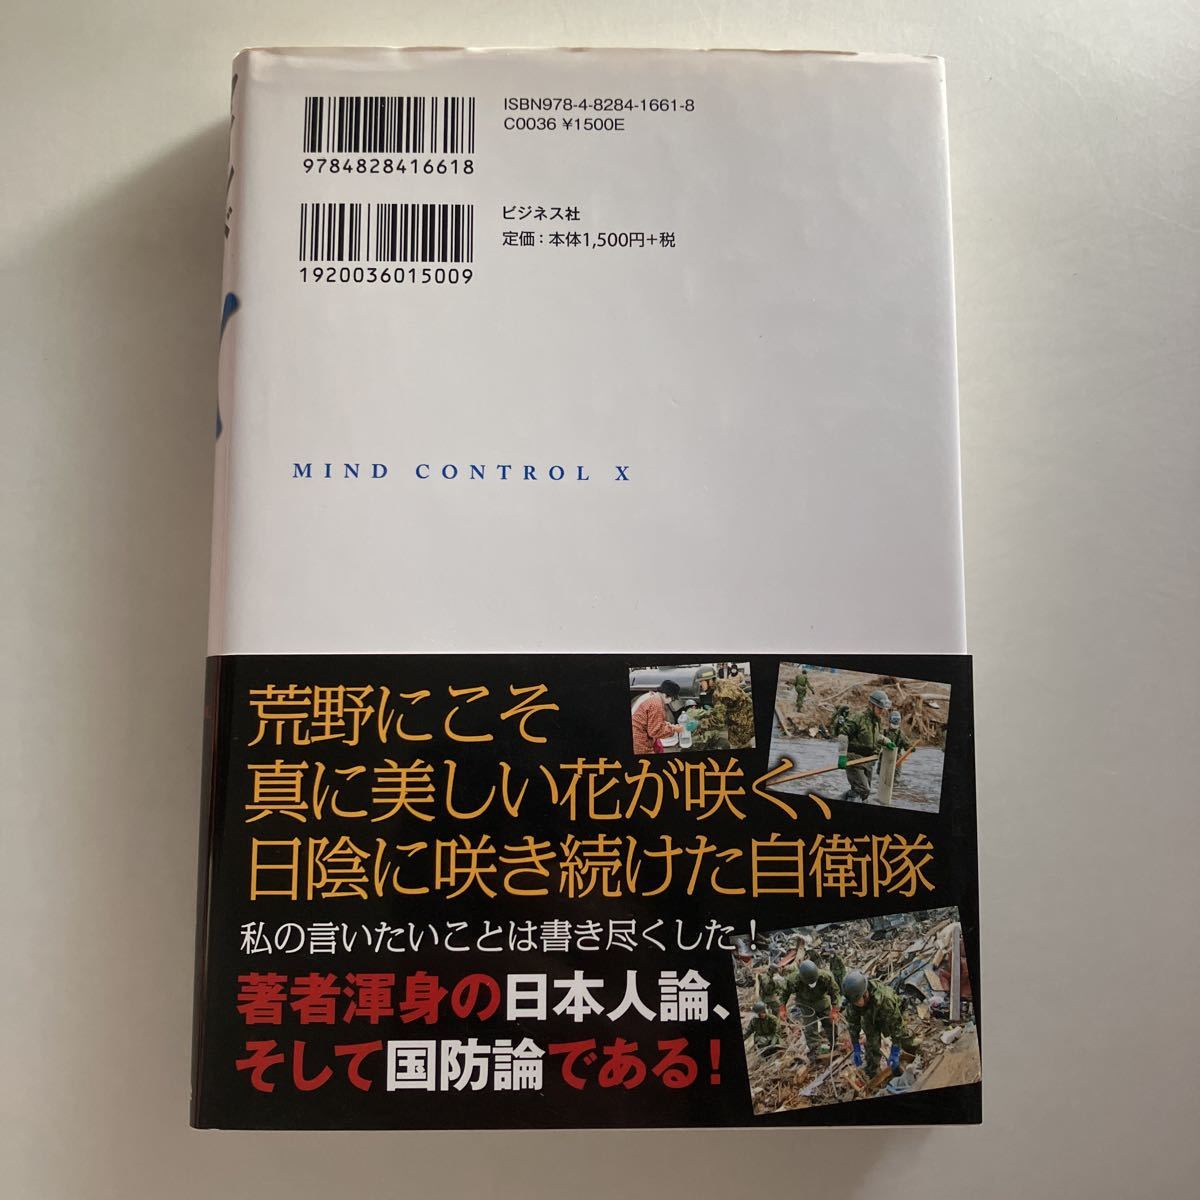 ISBN978-4-8284-1661-8
C0036 ¥1500E
9784828416618
ビジネス社
定価：本体1,500円+税
1920036015009
MIND CONTROL X
荒野にこそ
真に美しい花が咲く、
日陰に咲き続けた自衛隊
私の言いたいことは書き尽くした！
著者渾身の日本人論、
そして国防論である！